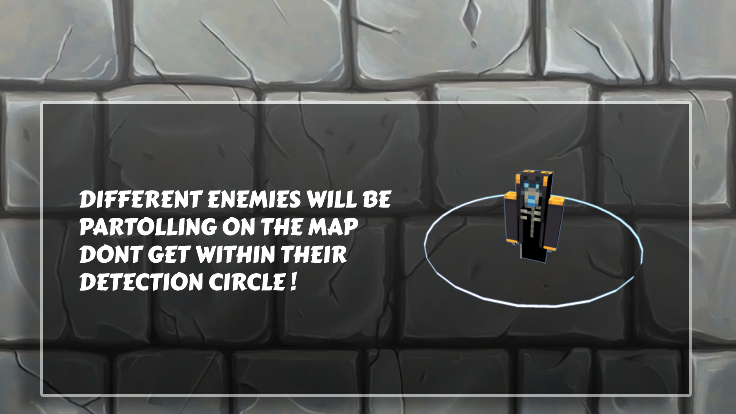 DIFFERENT ENEMIES WILL BE
PARTOLLING ON THE MAP
DONT GET WITHIN THEIR
DETECTION CIRCLE !